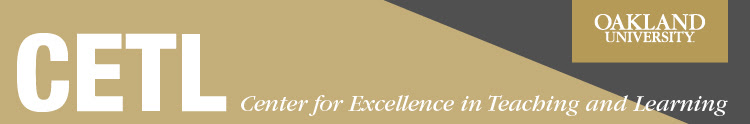 OAKLAND
UNIVERSITY
CETL Center for Excellence in Teaching and Learning